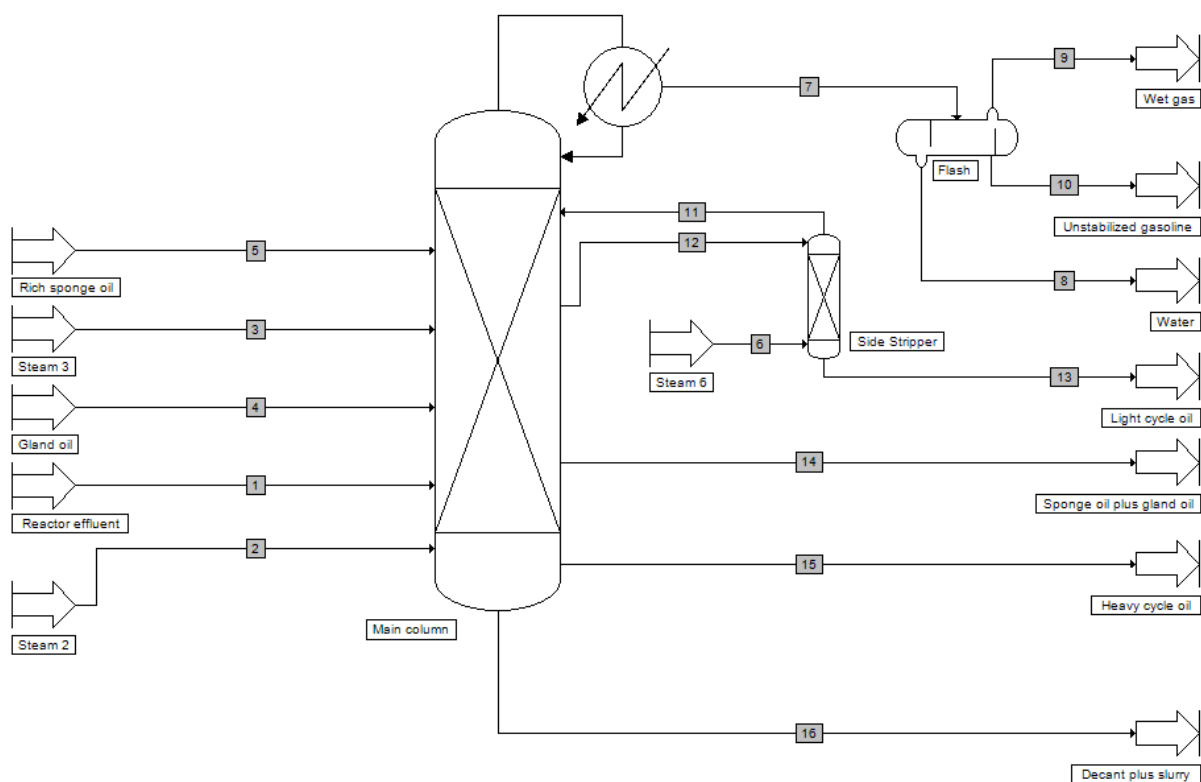 9
Wet gas
7
Flash
10
Unstabilized gasoline
11
12
5
Rich sponge oil
8
Water
3
Steam 3
6
Steam 6
Side Stripper
13
Light cycle oil
4
Gland oil
14
Sponge oil plus gland oil
1
Reactor effluent
2
Steam 2
15
Heavy cycle oil
Main column
16
Decant plus slurry